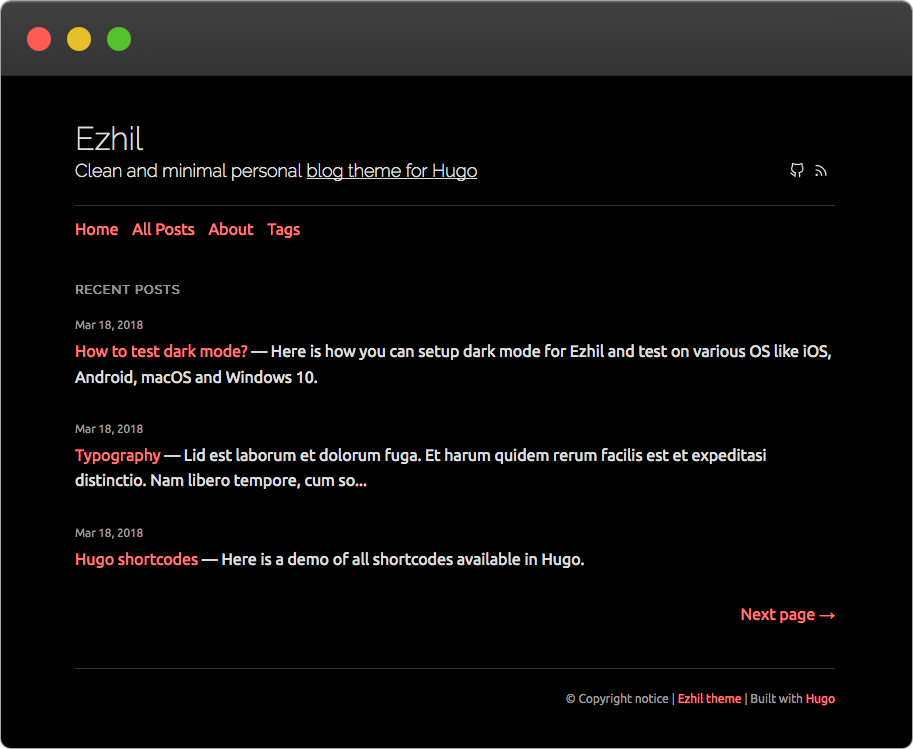 Ezhil
Clean and minimal personal blog theme for Hugo
Home All Posts About Tags
RECENT POSTS
Mar 18, 2018
How to test dark mode? — Here is how you can setup dark mode for Ezhil and test on various OS like iOS,
Android, macOS and Windows 10.
Mar 18, 2018
Typography — Lid est laborum et dolorum fuga. Et harum quidem rerum facilis est et expeditasi
distinctio. Nam libero tempore, cum so...
Mar 18, 2018
Hugo shortcodes — Here is a demo of all shortcodes available in Hugo.
Next page →
© Copyright notice | Ezhil theme | Built with Hugo